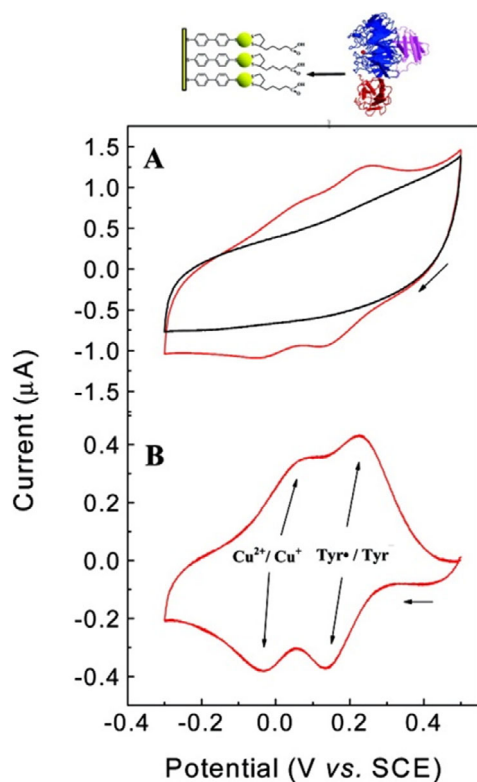 A
1.5
1.0
0.5
0.0
-0.5
-1.0
-1.5
Current (μA)
B
0.4
0.2
0.0
-0.2
-0.4
Cu²⁺/ Cu⁺
Tyr• / Tyr⁻
-0.4 -0.2 0.0 0.2 0.4 0.6
Potential (V vs. SCE)